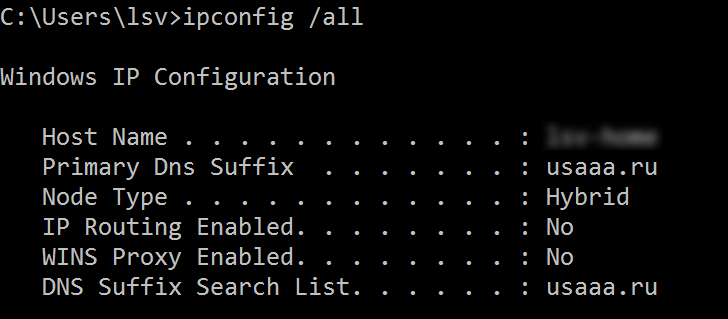 C:\Users\lsv>ipconfig /all
Windows IP Configuration
Host Name . . . . . . . . . . . . :
Primary Dns Suffix  . . . . . . . : usaaa.ru
Node Type . . . . . . . . . . . . : Hybrid
IP Routing Enabled. . . . . . . . : No
WINS Proxy Enabled. . . . . . . . : No
DNS Suffix Search List. . . . . . : usaaa.ru